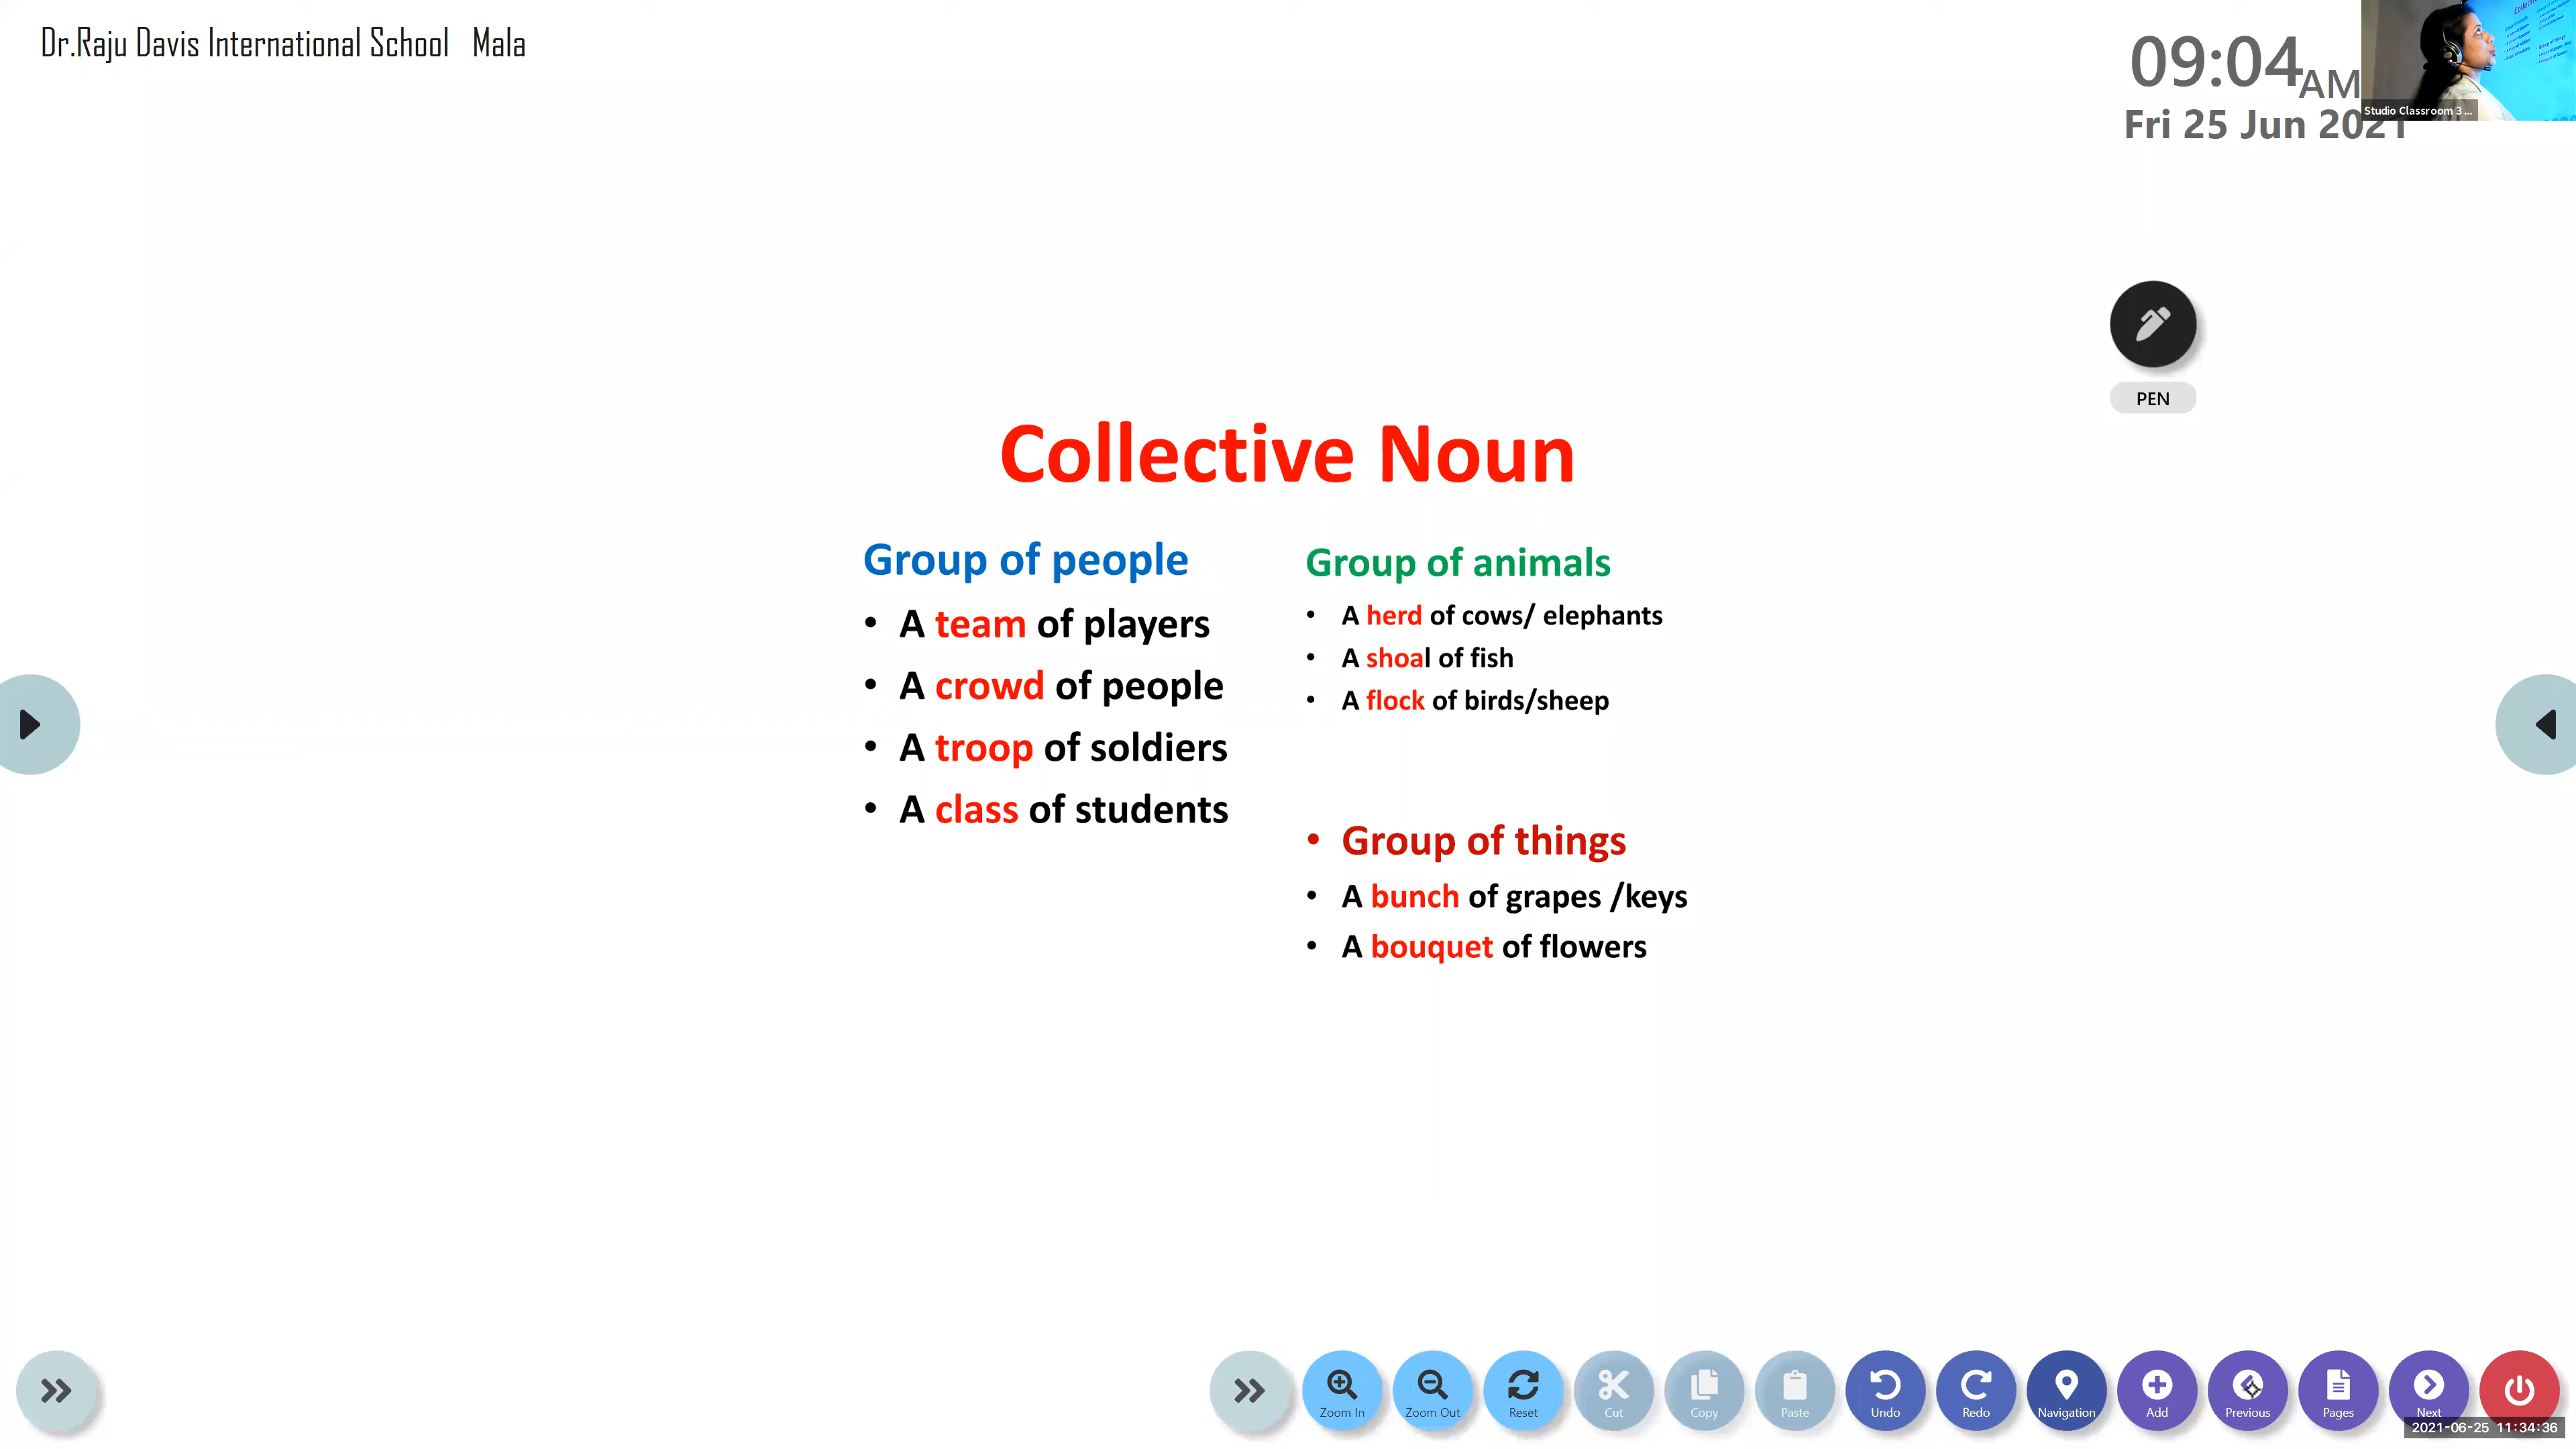 Dr.Raju Davis International School Mala
09:04 AM
Fri 25 Jun 2021
Studio Classroom 3 ...
PEN
Collective Noun
Group of people
• A team of players
• A crowd of people
• A troop of soldiers
• A class of students
Group of animals
• A herd of cows/ elephants
• A shoal of fish
• A flock of birds/sheep
• Group of things
• A bunch of grapes /keys
• A bouquet of flowers
Zoom In
Zoom Out
Reset
Cut
Copy
Paste
Undo
Redo
Navigation
Add
Previous
Pages
Next
2021-06-25 11:34:36